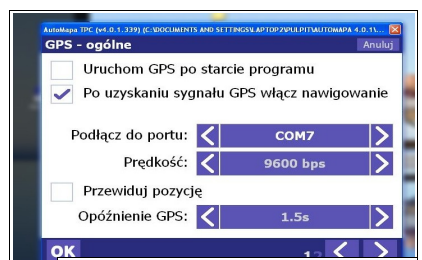 AutoMapa TPC (v4.0.1.339) (C:\DOCUMENTS AND SETTINGS\LAPTOP2\PULPIT\AUTOMAPA 4.0.1\...
GPS - ogólne Anuluj
Uruchom GPS po starcie programu
Po uzyskaniu sygnału GPS włącz nawigowanie
Podłącz do portu: COM7
Prędkość: 9600 bps
Przewiduj pozycję
Opóźnienie GPS: 1.5s
OK 12